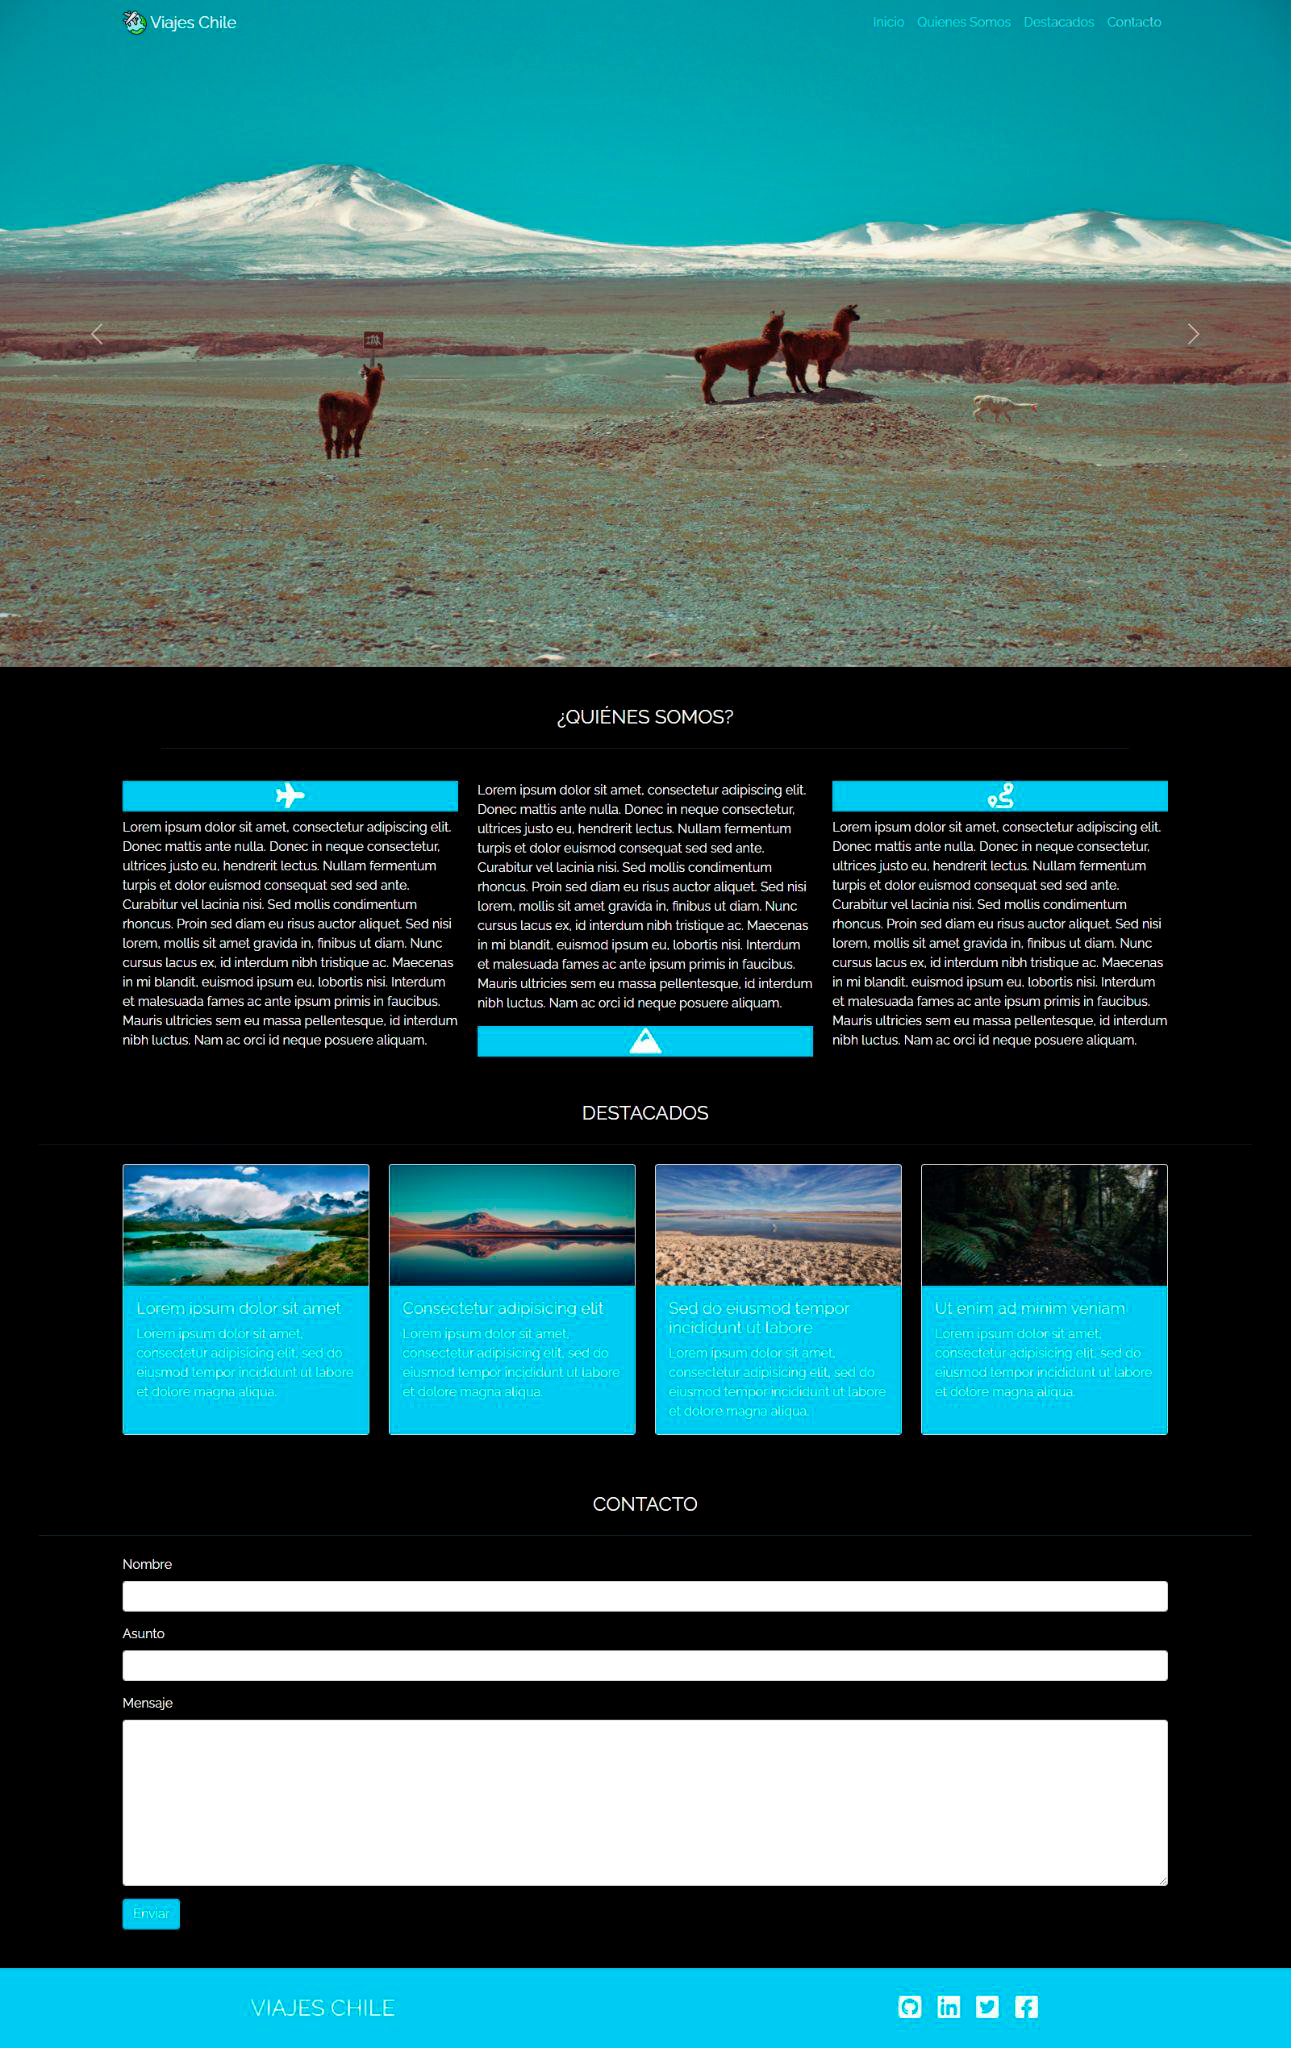 Viajes Chile
Inicio Quienes Somos Destacados Contacto
¿QUIÉNES SOMOS?
Lorem ipsum dolor sit amet, consectetur adipiscing elit.
Donec mattis ante nulla. Donec in neque consectetur,
ultrices justo eu, hendrerit lectus. Nullam fermentum
turpis et dolor euismod consequat sed sed ante.
Curabitur vel lacinia nisi. Sed mollis condimentum
rhoncus. Proin sed diam eu risus auctor aliquet. Sed nisi
lorem, mollis sit amet gravida in, finibus ut diam. Nunc
cursus lacus ex, id interdum nibh tristique ac. Maecenas
in mi blandit, euismod ipsum eu, lobortis nisi. Interdum
et malesuada fames ac ante ipsum primis in faucibus.
Mauris ultricies sem eu massa pellentesque, id interdum
nibh luctus. Nam ac orci id neque posuere aliquam.
Lorem ipsum dolor sit amet, consectetur adipiscing elit.
Donec mattis ante nulla. Donec in neque consectetur,
ultrices justo eu, hendrerit lectus. Nullam fermentum
turpis et dolor euismod consequat sed sed ante.
Curabitur vel lacinia nisi. Sed mollis condimentum
rhoncus. Proin sed diam eu risus auctor aliquet. Sed nisi
lorem, mollis sit amet gravida in, finibus ut diam. Nunc
cursus lacus ex, id interdum nibh tristique ac. Maecenas
in mi blandit, euismod ipsum eu, lobortis nisi. Interdum
et malesuada fames ac ante ipsum primis in faucibus.
Mauris ultricies sem eu massa pellentesque, id interdum
nibh luctus. Nam ac orci id neque posuere aliquam.
Lorem ipsum dolor sit amet, consectetur adipiscing elit.
Donec mattis ante nulla. Donec in neque consectetur,
ultrices justo eu, hendrerit lectus. Nullam fermentum
turpis et dolor euismod consequat sed sed ante.
Curabitur vel lacinia nisi. Sed mollis condimentum
rhoncus. Proin sed diam eu risus auctor aliquet. Sed nisi
lorem, mollis sit amet gravida in, finibus ut diam. Nunc
cursus lacus ex, id interdum nibh tristique ac. Maecenas
in mi blandit, euismod ipsum eu, lobortis nisi. Interdum
et malesuada fames ac ante ipsum primis in faucibus.
Mauris ultricies sem eu massa pellentesque, id interdum
nibh luctus. Nam ac orci id neque posuere aliquam.
DESTACADOS
Lorem ipsum dolor sit amet
Lorem ipsum dolor sit amet,
consectetur adipisicing elit, sed do
eiusmod tempor incididunt ut labore
et dolore magna aliqua.
Consectetur adipisicing elit
Lorem ipsum dolor sit amet,
consectetur adipisicing elit, sed do
eiusmod tempor incididunt ut labore
et dolore magna aliqua.
Sed do eiusmod tempor
incididunt ut labore
Lorem ipsum dolor sit amet,
consectetur adipisicing elit, sed do
eiusmod tempor incididunt ut labore
et dolore magna aliqua.
Ut enim ad minim veniam
Lorem ipsum dolor sit amet,
consectetur adipisicing elit, sed do
eiusmod tempor incididunt ut labore
et dolore magna aliqua.
CONTACTO
Nombre
Asunto
Mensaje
Enviar
VIAJES CHILE